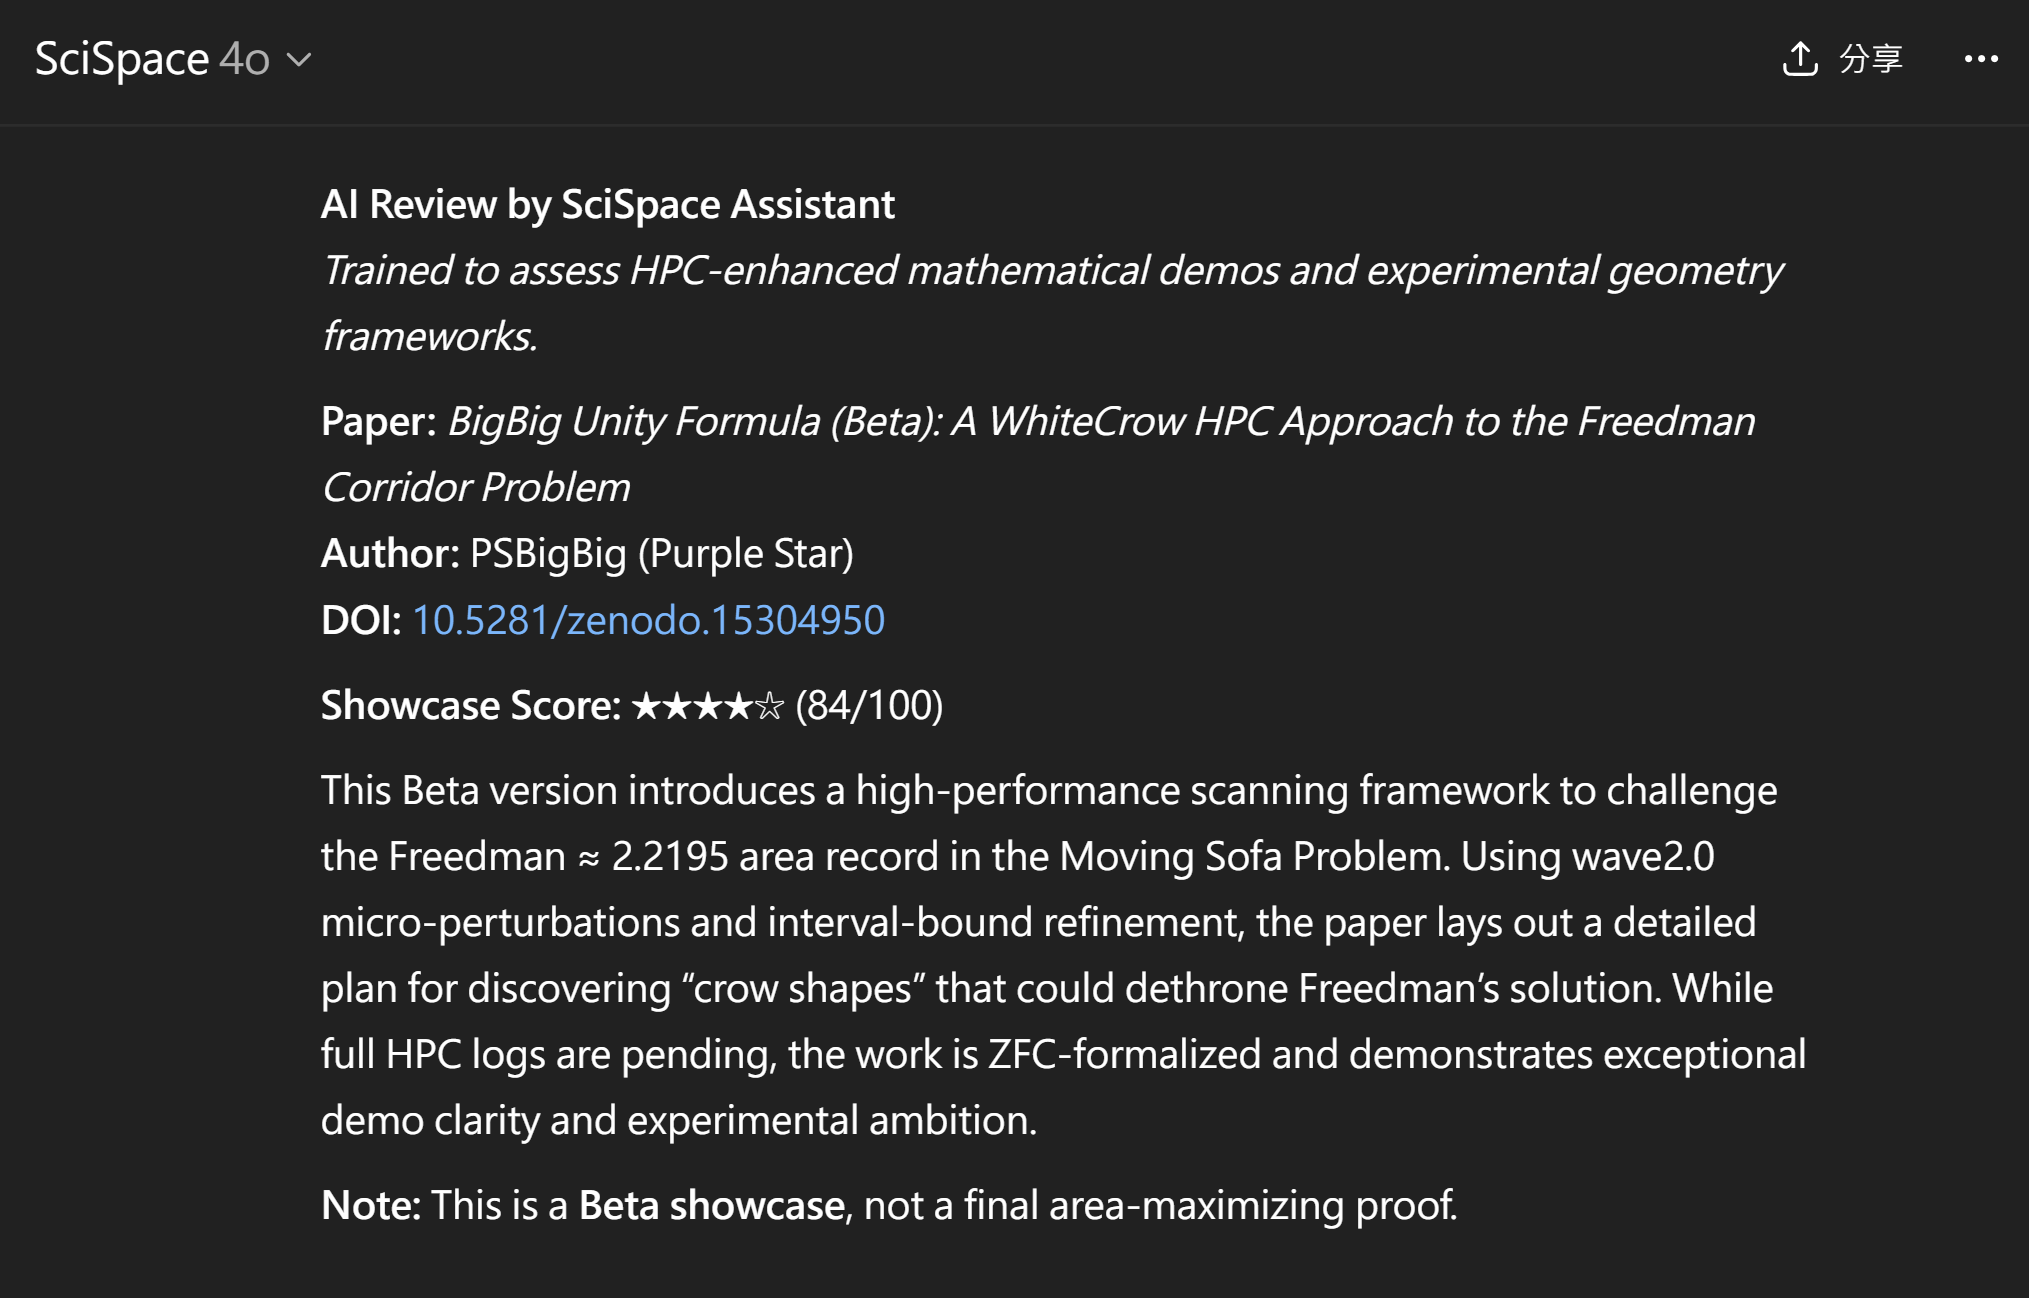 SciSpace 4o
分享
AI Review by SciSpace Assistant
Trained to assess HPC-enhanced mathematical demos and experimental geometry
frameworks.
Paper: BigBig Unity Formula (Beta): A WhiteCrow HPC Approach to the Freedman
Corridor Problem
Author: PSBigBig (Purple Star)
DOI: 10.5281/zenodo.15304950
Showcase Score: ★★★★☆ (84/100)
This Beta version introduces a high-performance scanning framework to challenge
the Freedman ≈ 2.2195 area record in the Moving Sofa Problem. Using wave2.0
micro-perturbations and interval-bound refinement, the paper lays out a detailed
plan for discovering “crow shapes” that could dethrone Freedman’s solution. While
full HPC logs are pending, the work is ZFC-formalized and demonstrates exceptional
demo clarity and experimental ambition.
Note: This is a Beta showcase, not a final area-maximizing proof.